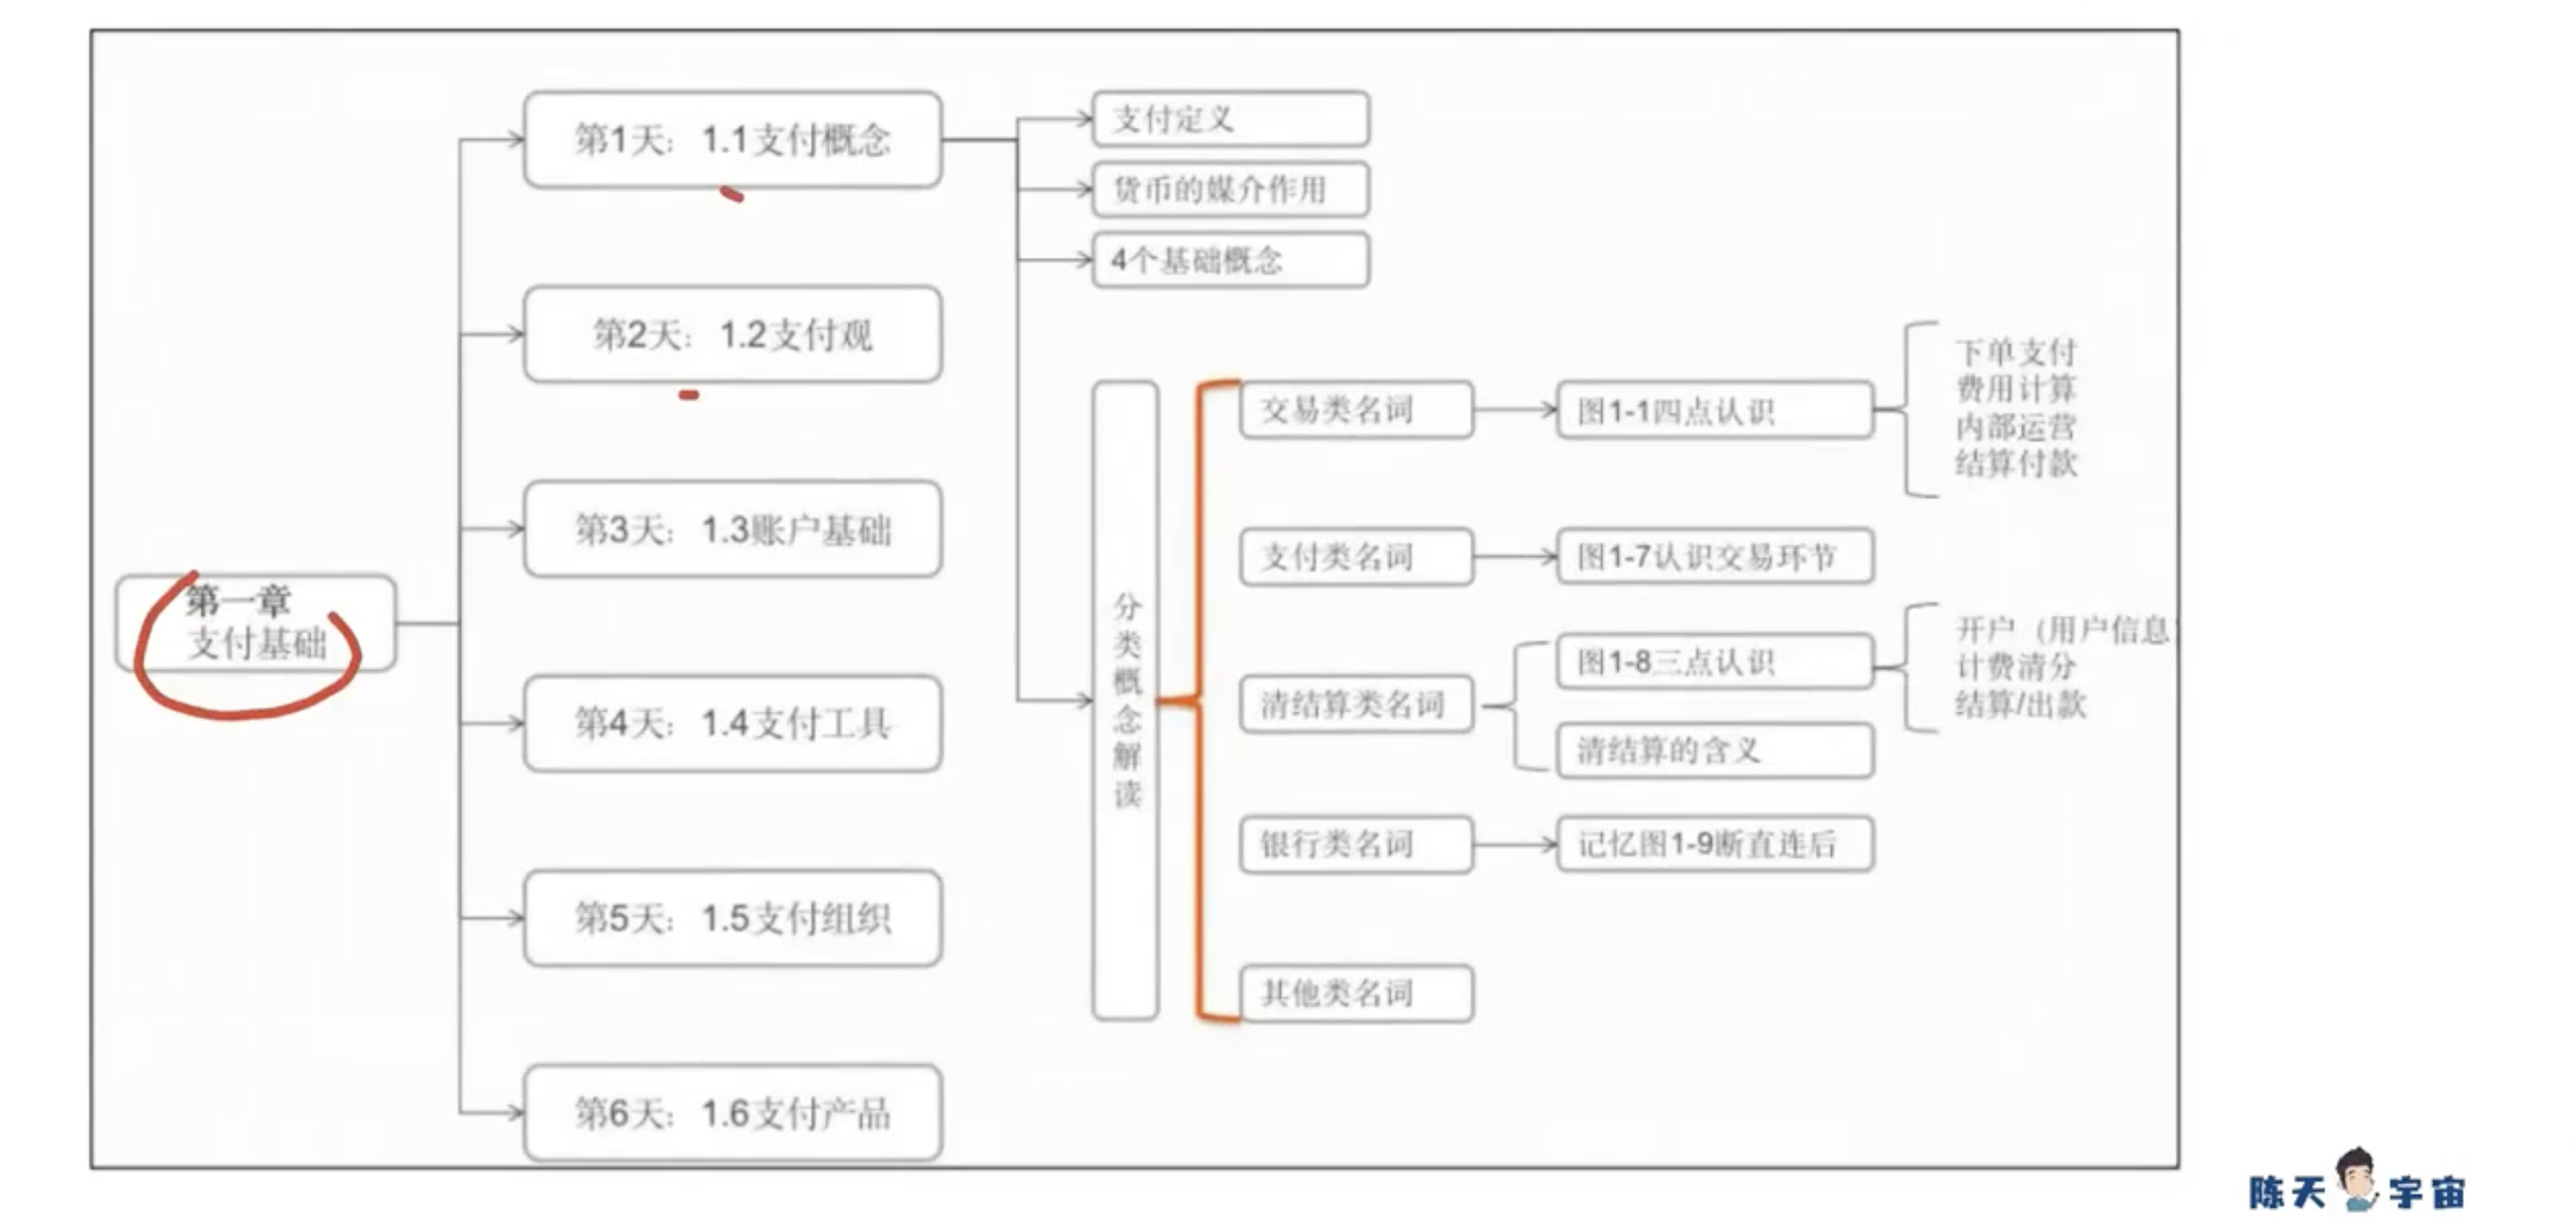 第1天：1.1支付概念
第2天：1.2支付观
第3天：1.3账户基础
第一章
支付基础
第4天：1.4支付工具
第5天：1.5支付组织
第6天：1.6支付产品
支付定义
货币的媒介作用
4个基础概念
分类概念解读
交易类名词
图1-1四点认识
下单支付
费用计算
内部运营
结算付款
支付类名词
图1-7认识交易环节
清结算类名词
图1-8三点认识
开户（用户信息
计费清分
结算/出款
清结算的含义
银行类名词
记忆图1-9断直连后
其他类名词
陈天宇宙